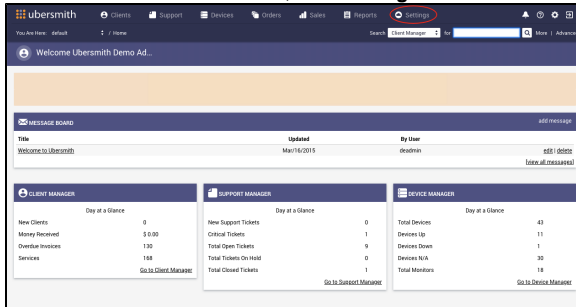 ubersmith Clients Support Devices Orders Sales Reports Settings
You Are Here: default / Home Search Client Manager for More | Advance
Welcome Ubersmith Demo Ad...
MESSAGE BOARD add message
Title Updated By User
Welcome to Ubersmith Mar/16/2015 deadmin edit | delete
[view all messages]
CLIENT MANAGER SUPPORT MANAGER DEVICE MANAGER
Day at a Glance Day at a Glance Day at a Glance
New Clients 0 New Support Tickets 0 Total Devices 43
Money Received $ 0.00 Critical Tickets 1 Devices Up 11
Overdue Invoices 130 Total Open Tickets 9 Devices Down 1
Services 168 Total Tickets On Hold 0 Devices N/A 30
Go to Client Manager Total Closed Tickets 1 Total Monitors 18
Go to Support Manager Go to Device Manager